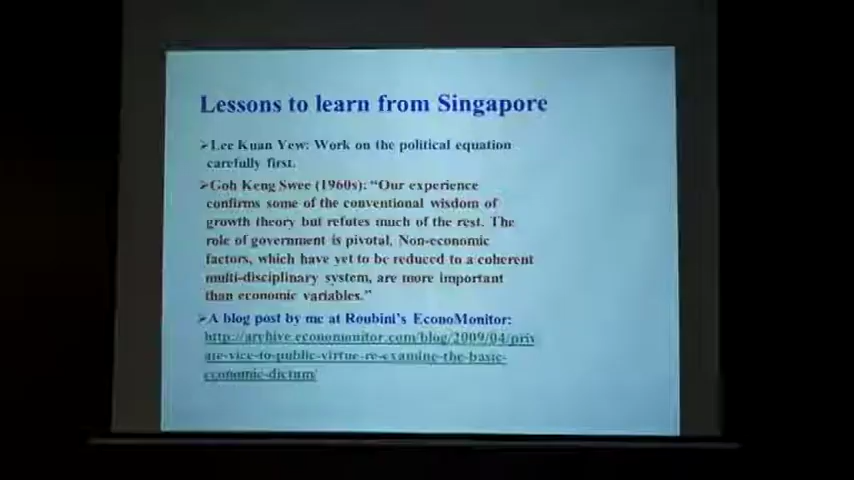 Lessons to learn from Singapore
➢Lee Kuan Yew: Work on the political equation
carefully first.
➢Goh Keng Swee (1960s): “Our experience
confirms some of the conventional wisdom of
growth theory but refutes much of the rest. The
role of government is pivotal. Non-economic
factors, which have yet to be reduced to a coherent
multi-disciplinary system, are more important
than economic variables.”
➢A blog post by me at Roubini’s EconoMonitor:
http://archive.economonitor.com/blog/2009/04/priv
ate-vice-to-public-virtue-re-examine-the-basic-
economic-dictum/